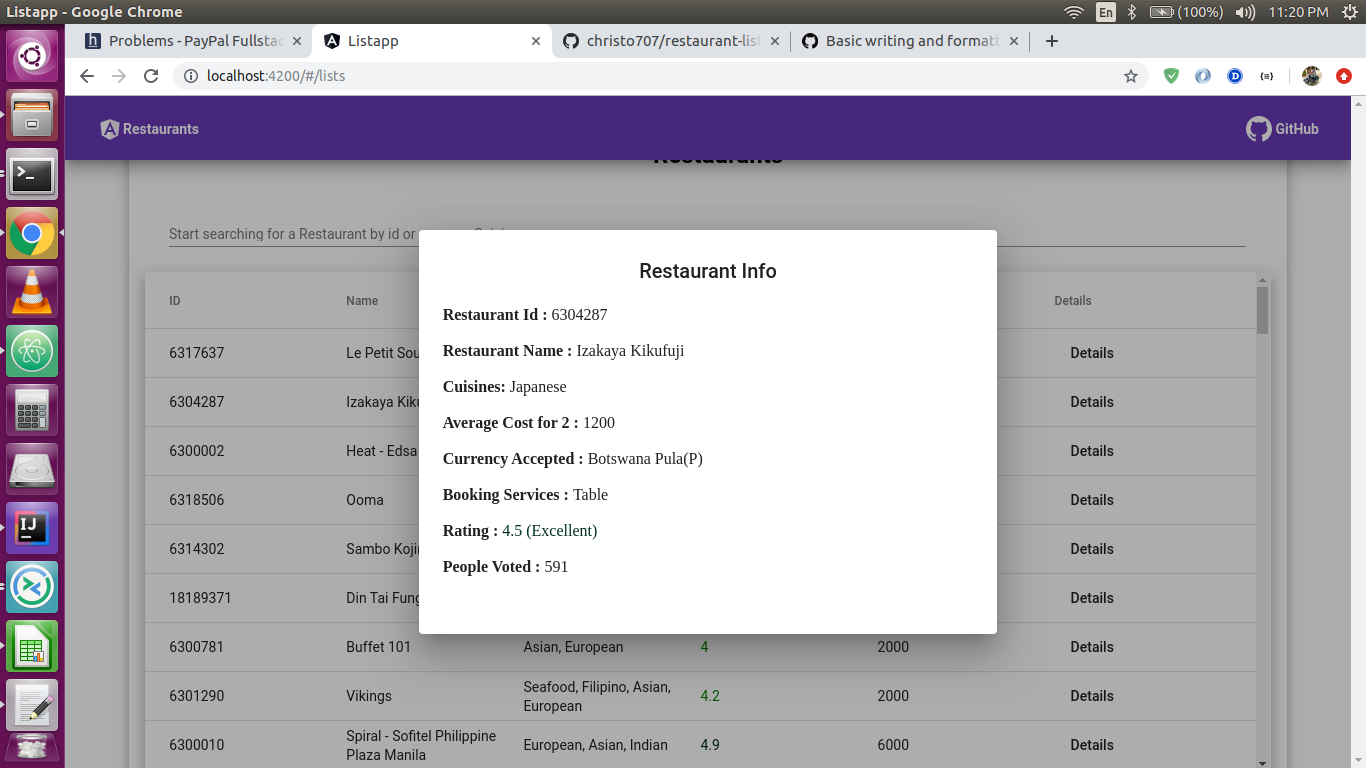 Listapp - Google Chrome
En
(100%)
11:20 PM
Problems - PayPal Fullstac
Listapp
christo707/restaurant-list
Basic writing and formatt
localhost:4200/#/lists
Restaurants
GitHub
Restaurants
Start searching for a Restaurant by id or
ID
Name
Details
6317637
Le Petit Sou
Details
6304287
Izakaya Kiku
Details
6300002
Heat - Edsa
Details
6318506
Ooma
Details
6314302
Sambo Kojin
Details
18189371
Din Tai Fung
Details
6300781
Buffet 101
Asian, European
4
2000
Details
6301290
Vikings
Seafood, Filipino, Asian,
European
4.2
2000
Details
6300010
Spiral - Sofitel Philippine
Plaza Manila
European, Asian, Indian
4.9
6000
Details
Restaurant Info
Restaurant Id : 6304287
Restaurant Name : Izakaya Kikufuji
Cuisines: Japanese
Average Cost for 2 : 1200
Currency Accepted : Botswana Pula(P)
Booking Services : Table
Rating : 4.5 (Excellent)
People Voted : 591